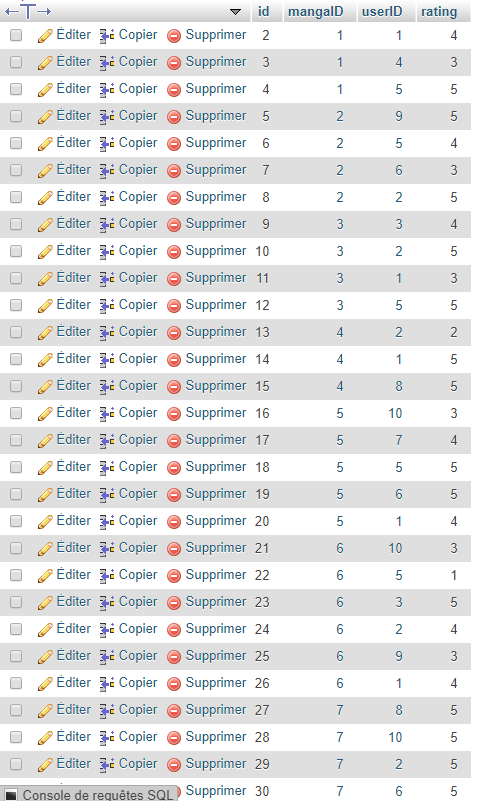 id mangaID userID rating
Éditer Copier Supprimer 2 1 1 4
Éditer Copier Supprimer 3 1 4 3
Éditer Copier Supprimer 4 1 5 5
Éditer Copier Supprimer 5 2 9 5
Éditer Copier Supprimer 6 2 5 4
Éditer Copier Supprimer 7 2 6 3
Éditer Copier Supprimer 8 2 2 5
Éditer Copier Supprimer 9 3 3 4
Éditer Copier Supprimer 10 3 2 5
Éditer Copier Supprimer 11 3 1 3
Éditer Copier Supprimer 12 3 5 5
Éditer Copier Supprimer 13 4 2 2
Éditer Copier Supprimer 14 4 1 5
Éditer Copier Supprimer 15 4 8 5
Éditer Copier Supprimer 16 5 10 3
Éditer Copier Supprimer 17 5 7 4
Éditer Copier Supprimer 18 5 5 5
Éditer Copier Supprimer 19 5 6 5
Éditer Copier Supprimer 20 5 1 4
Éditer Copier Supprimer 21 6 10 3
Éditer Copier Supprimer 22 6 5 1
Éditer Copier Supprimer 23 6 3 5
Éditer Copier Supprimer 24 6 2 4
Éditer Copier Supprimer 25 6 9 3
Éditer Copier Supprimer 26 6 1 4
Éditer Copier Supprimer 27 7 8 5
Éditer Copier Supprimer 28 7 10 5
Éditer Copier Supprimer 29 7 2 5
Supprimer 30 7 6 5
Console de requêtes SQL